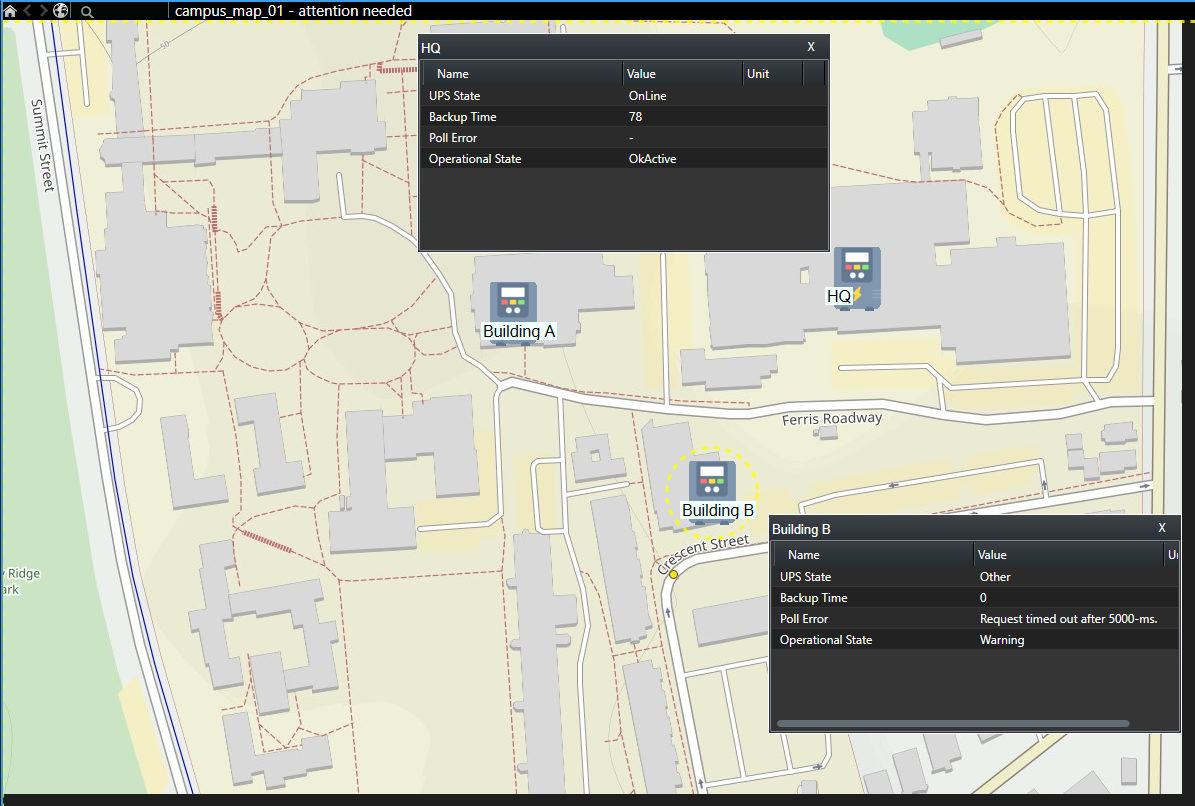 campus_map_01 - attention needed
50
Summit Street
HQ X
Name Value Unit
UPS State OnLine
Backup Time 78
Poll Error -
Operational State OkActive
HQ
Building A
Ferris Roadway
Building B
Crescent Street
Building B X
Name Value
UPS State Other
Backup Time 0
Poll Error Request timed out after 5000-ms.
Operational State Warning
Ridge